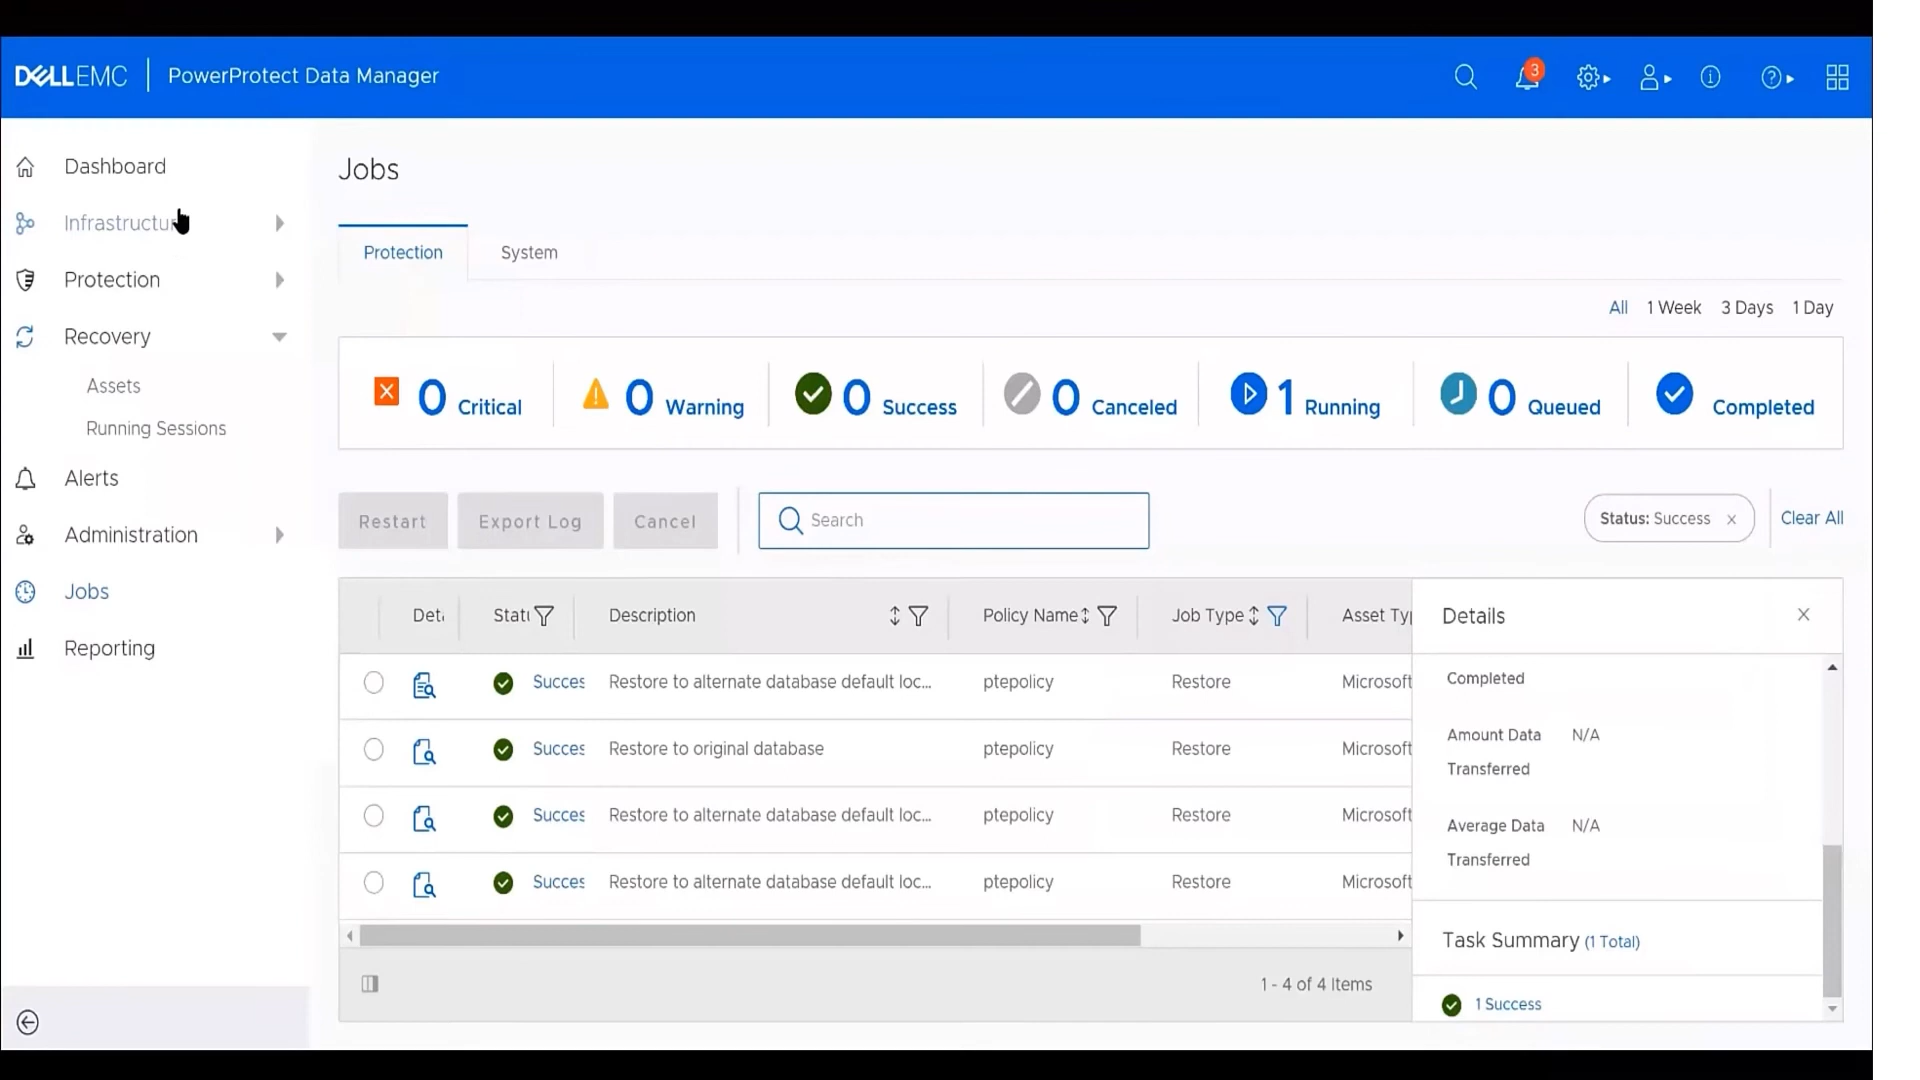 DELLEMC PowerProtect Data Manager 3
Dashboard
Infrastructur
Protection
Recovery
Assets
Running Sessions
Alerts
Administration
Jobs
Reporting
Jobs
Protection System
All 1 Week 3 Days 1 Day
0 Critical 0 Warning 0 Success 0 Canceled 1 Running 0 Queued Completed
Restart Export Log Cancel Search Status: Success x Clear All
Det Stat Description Policy Name Job Type Asset Ty
Succes Restore to alternate database default loc... ptepolicy Restore Microsoft
Succes Restore to original database ptepolicy Restore Microsoft
Succes Restore to alternate database default loc... ptepolicy Restore Microsoft
Succes Restore to alternate database default loc... ptepolicy Restore Microsoft
1 - 4 of 4 Items
Details
Completed
Amount Data N/A
Transferred
Average Data N/A
Transferred
Task Summary (1 Total)
1 Success